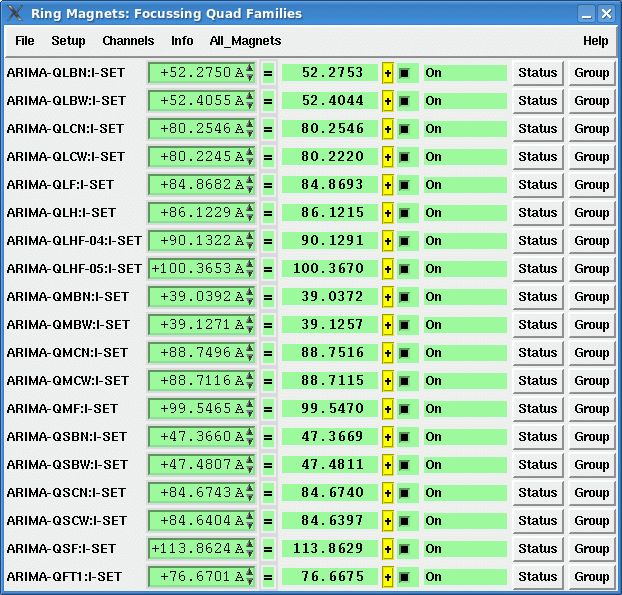 Ring Magnets: Focussing Quad Families
File Setup Channels Info All_Magnets Help
ARIMA-QLBN:I-SET +52.2750 A = 52.2753 + On Status Group
ARIMA-QLBW:I-SET +52.4055 A = 52.4044 + On Status Group
ARIMA-QLCN:I-SET +80.2546 A = 80.2546 + On Status Group
ARIMA-QLCW:I-SET +80.2245 A = 80.2220 + On Status Group
ARIMA-QLF:I-SET +84.8682 A = 84.8693 + On Status Group
ARIMA-QLH:I-SET +86.1229 A = 86.1215 + On Status Group
ARIMA-QLHF-04:I-SET +90.1322 A = 90.1291 + On Status Group
ARIMA-QLHF-05:I-SET +100.3653 A = 100.3670 + On Status Group
ARIMA-QMBN:I-SET +39.0392 A = 39.0372 + On Status Group
ARIMA-QMBW:I-SET +39.1271 A = 39.1257 + On Status Group
ARIMA-QMCN:I-SET +88.7496 A = 88.7516 + On Status Group
ARIMA-QMCW:I-SET +88.7116 A = 88.7115 + On Status Group
ARIMA-QMF:I-SET +99.5465 A = 99.5470 + On Status Group
ARIMA-QSBN:I-SET +47.3660 A = 47.3669 + On Status Group
ARIMA-QSBW:I-SET +47.4807 A = 47.4811 + On Status Group
ARIMA-QSCN:I-SET +84.6743 A = 84.6740 + On Status Group
ARIMA-QSCW:I-SET +84.6404 A = 84.6397 + On Status Group
ARIMA-QSF:I-SET +113.8624 A = 113.8629 + On Status Group
ARIMA-QFT1:I-SET +76.6701 A = 76.6675 + On Status Group